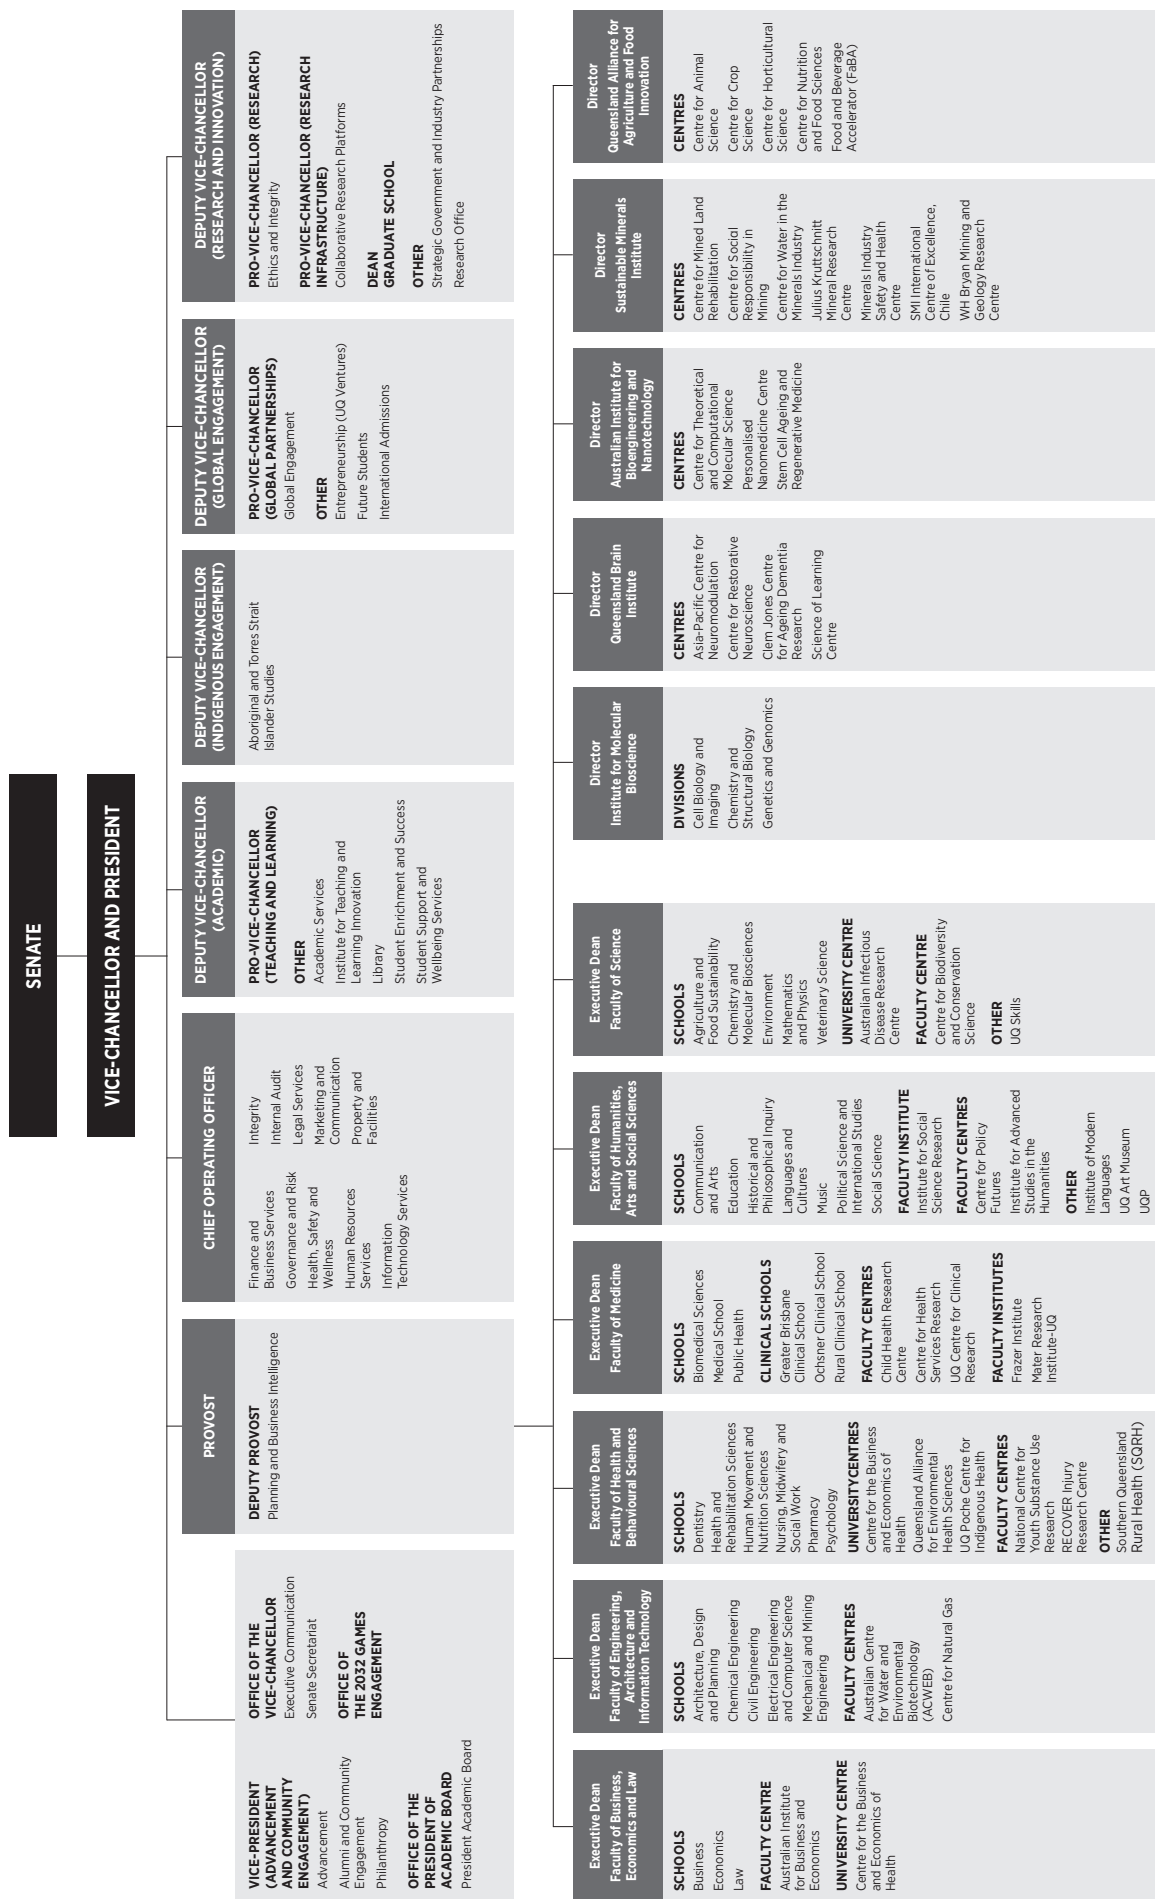 SENATE
VICE-CHANCELLOR AND PRESIDENT
VICE-PRESIDENT
(ADVANCEMENT
AND COMMUNITY
ENGAGEMENT)
Advancement
Alumni and Community
Engagement
Philanthropy
OFFICE OF THE
PRESIDENT OF
ACADEMIC BOARD
President Academic Board
OFFICE OF THE
VICE-CHANCELLOR
Executive Communication
Senate Secretariat
OFFICE OF
THE 2032 GAMES
ENGAGEMENT
PROVOST
DEPUTY PROVOST
Planning and Business Intelligence
CHIEF OPERATING OFFICER
Finance and
Business Services
Governance and Risk
Health, Safety and
Wellness
Human Resources
Services
Information
Technology Services
Integrity
Internal Audit
Legal Services
Marketing and
Communication
Property and
Facilities
DEPUTY VICE-CHANCELLOR
(ACADEMIC)
PRO-VICE-CHANCELLOR
(TEACHING AND LEARNING)
OTHER
Academic Services
Institute for Teaching and
Learning Innovation
Library
Student Enrichment and Success
Student Support and
Wellbeing Services
DEPUTY VICE-CHANCELLOR
(INDIGENOUS ENGAGEMENT)
Aboriginal and Torres Strait
Islander Studies
DEPUTY VICE-CHANCELLOR
(GLOBAL ENGAGEMENT)
PRO-VICE-CHANCELLOR
(GLOBAL PARTNERSHIPS)
Global Engagement
OTHER
Entrepreneurship (UQ Ventures)
Future Students
International Admissions
DEPUTY VICE-CHANCELLOR
(RESEARCH AND INNOVATION)
PRO-VICE-CHANCELLOR (RESEARCH)
Ethics and Integrity
PRO-VICE-CHANCELLOR (RESEARCH
INFRASTRUCTURE)
Collaborative Research Platforms
DEAN
GRADUATE SCHOOL
OTHER
Strategic Government and Industry Partnerships
Research Office
Executive Dean
Faculty of Business,
Economics and Law
SCHOOLS
Business
Economics
Law
FACULTY CENTRE
Australian Institute
for Business and
Economics
UNIVERSITY CENTRE
Centre for the Business
and Economics of
Health
Executive Dean
Faculty of Engineering,
Architecture and
Information Technology
SCHOOLS
Architecture, Design
and Planning
Chemical Engineering
Civil Engineering
Electrical Engineering
and Computer Science
Mechanical and Mining
Engineering
FACULTY CENTRES
Australian Centre
for Water and
Environmental
Biotechnology
(ACWEB)
Centre for Natural Gas
Executive Dean
Faculty of Health and
Behavioural Sciences
SCHOOLS
Dentistry
Health and
Rehabilitation Sciences
Human Movement and
Nutrition Sciences
Nursing, Midwifery and
Social Work
Pharmacy
Psychology
UNIVERSITYCENTRES
Centre for the Business
and Economics of
Health
Queensland Alliance
for Environmental
Health Sciences
UQ Poche Centre for
Indigenous Health
FACULTY CENTRES
National Centre for
Youth Substance Use
Research
RECOVER Injury
Research Centre
OTHER
Southern Queensland
Rural Health (SQRH)
Executive Dean
Faculty of Medicine
SCHOOLS
Biomedical Sciences
Medical School
Public Health
CLINICAL SCHOOLS
Greater Brisbane
Clinical School
Ochsner Clinical School
Rural Clinical School
FACULTY CENTRES
Child Health Research
Centre
Centre for Health
Services Research
UQ Centre for Clinical
Research
FACULTY INSTITUTES
Frazer Institute
Mater Research
Institute-UQ
Executive Dean
Faculty of Humanities,
Arts and Social Sciences
SCHOOLS
Communication
and Arts
Education
Historical and
Philosophical Inquiry
Languages and
Cultures
Music
Political Science and
International Studies
Social Science
FACULTY INSTITUTE
Institute for Social
Science Research
FACULTY CENTRES
Centre for Policy
Futures
Institute for Advanced
Studies in the
Humanities
OTHER
Institute of Modern
Languages
UQ Art Museum
UQP
Executive Dean
Faculty of Science
SCHOOLS
Agriculture and
Food Sustainability
Chemistry and
Molecular Biosciences
Environment
Mathematics
and Physics
Veterinary Science
UNIVERSITY CENTRE
Australian Infectious
Disease Research
Centre
FACULTY CENTRE
Centre for Biodiversity
and Conservation
Science
OTHER
UQ Skills
Director
Institute for Molecular
Bioscience
DIVISIONS
Cell Biology and
Imaging
Chemistry and
Structural Biology
Genetics and Genomics
Director
Queensland Brain
Institute
CENTRES
Asia-Pacific Centre for
Neuromodulation
Centre for Restorative
Neuroscience
Clem Jones Centre
for Ageing Dementia
Research
Science of Learning
Centre
Director
Australian Institute for
Bioengineering and
Nanotechnology
CENTRES
Centre for Theoretical
and Computational
Molecular Science
Personalised
Nanomedicine Centre
Stem Cell Ageing and
Regenerative Medicine
Director
Sustainable Minerals
Institute
CENTRES
Centre for Mined Land
Rehabilitation
Centre for Social
Responsibility in
Mining
Centre for Water in the
Minerals Industry
Julius Kruttschnitt
Mineral Research
Centre
Minerals Industry
Safety and Health
Centre
SMI International
Centre of Excellence,
Chile
WH Bryan Mining and
Geology Research
Centre
Director
Queensland Alliance for
Agriculture and Food
Innovation
CENTRES
Centre for Animal
Science
Centre for Crop
Science
Centre for Horticultural
Science
Centre for Nutrition
and Food Sciences
Food and Beverage
Accelerator (FaBA)